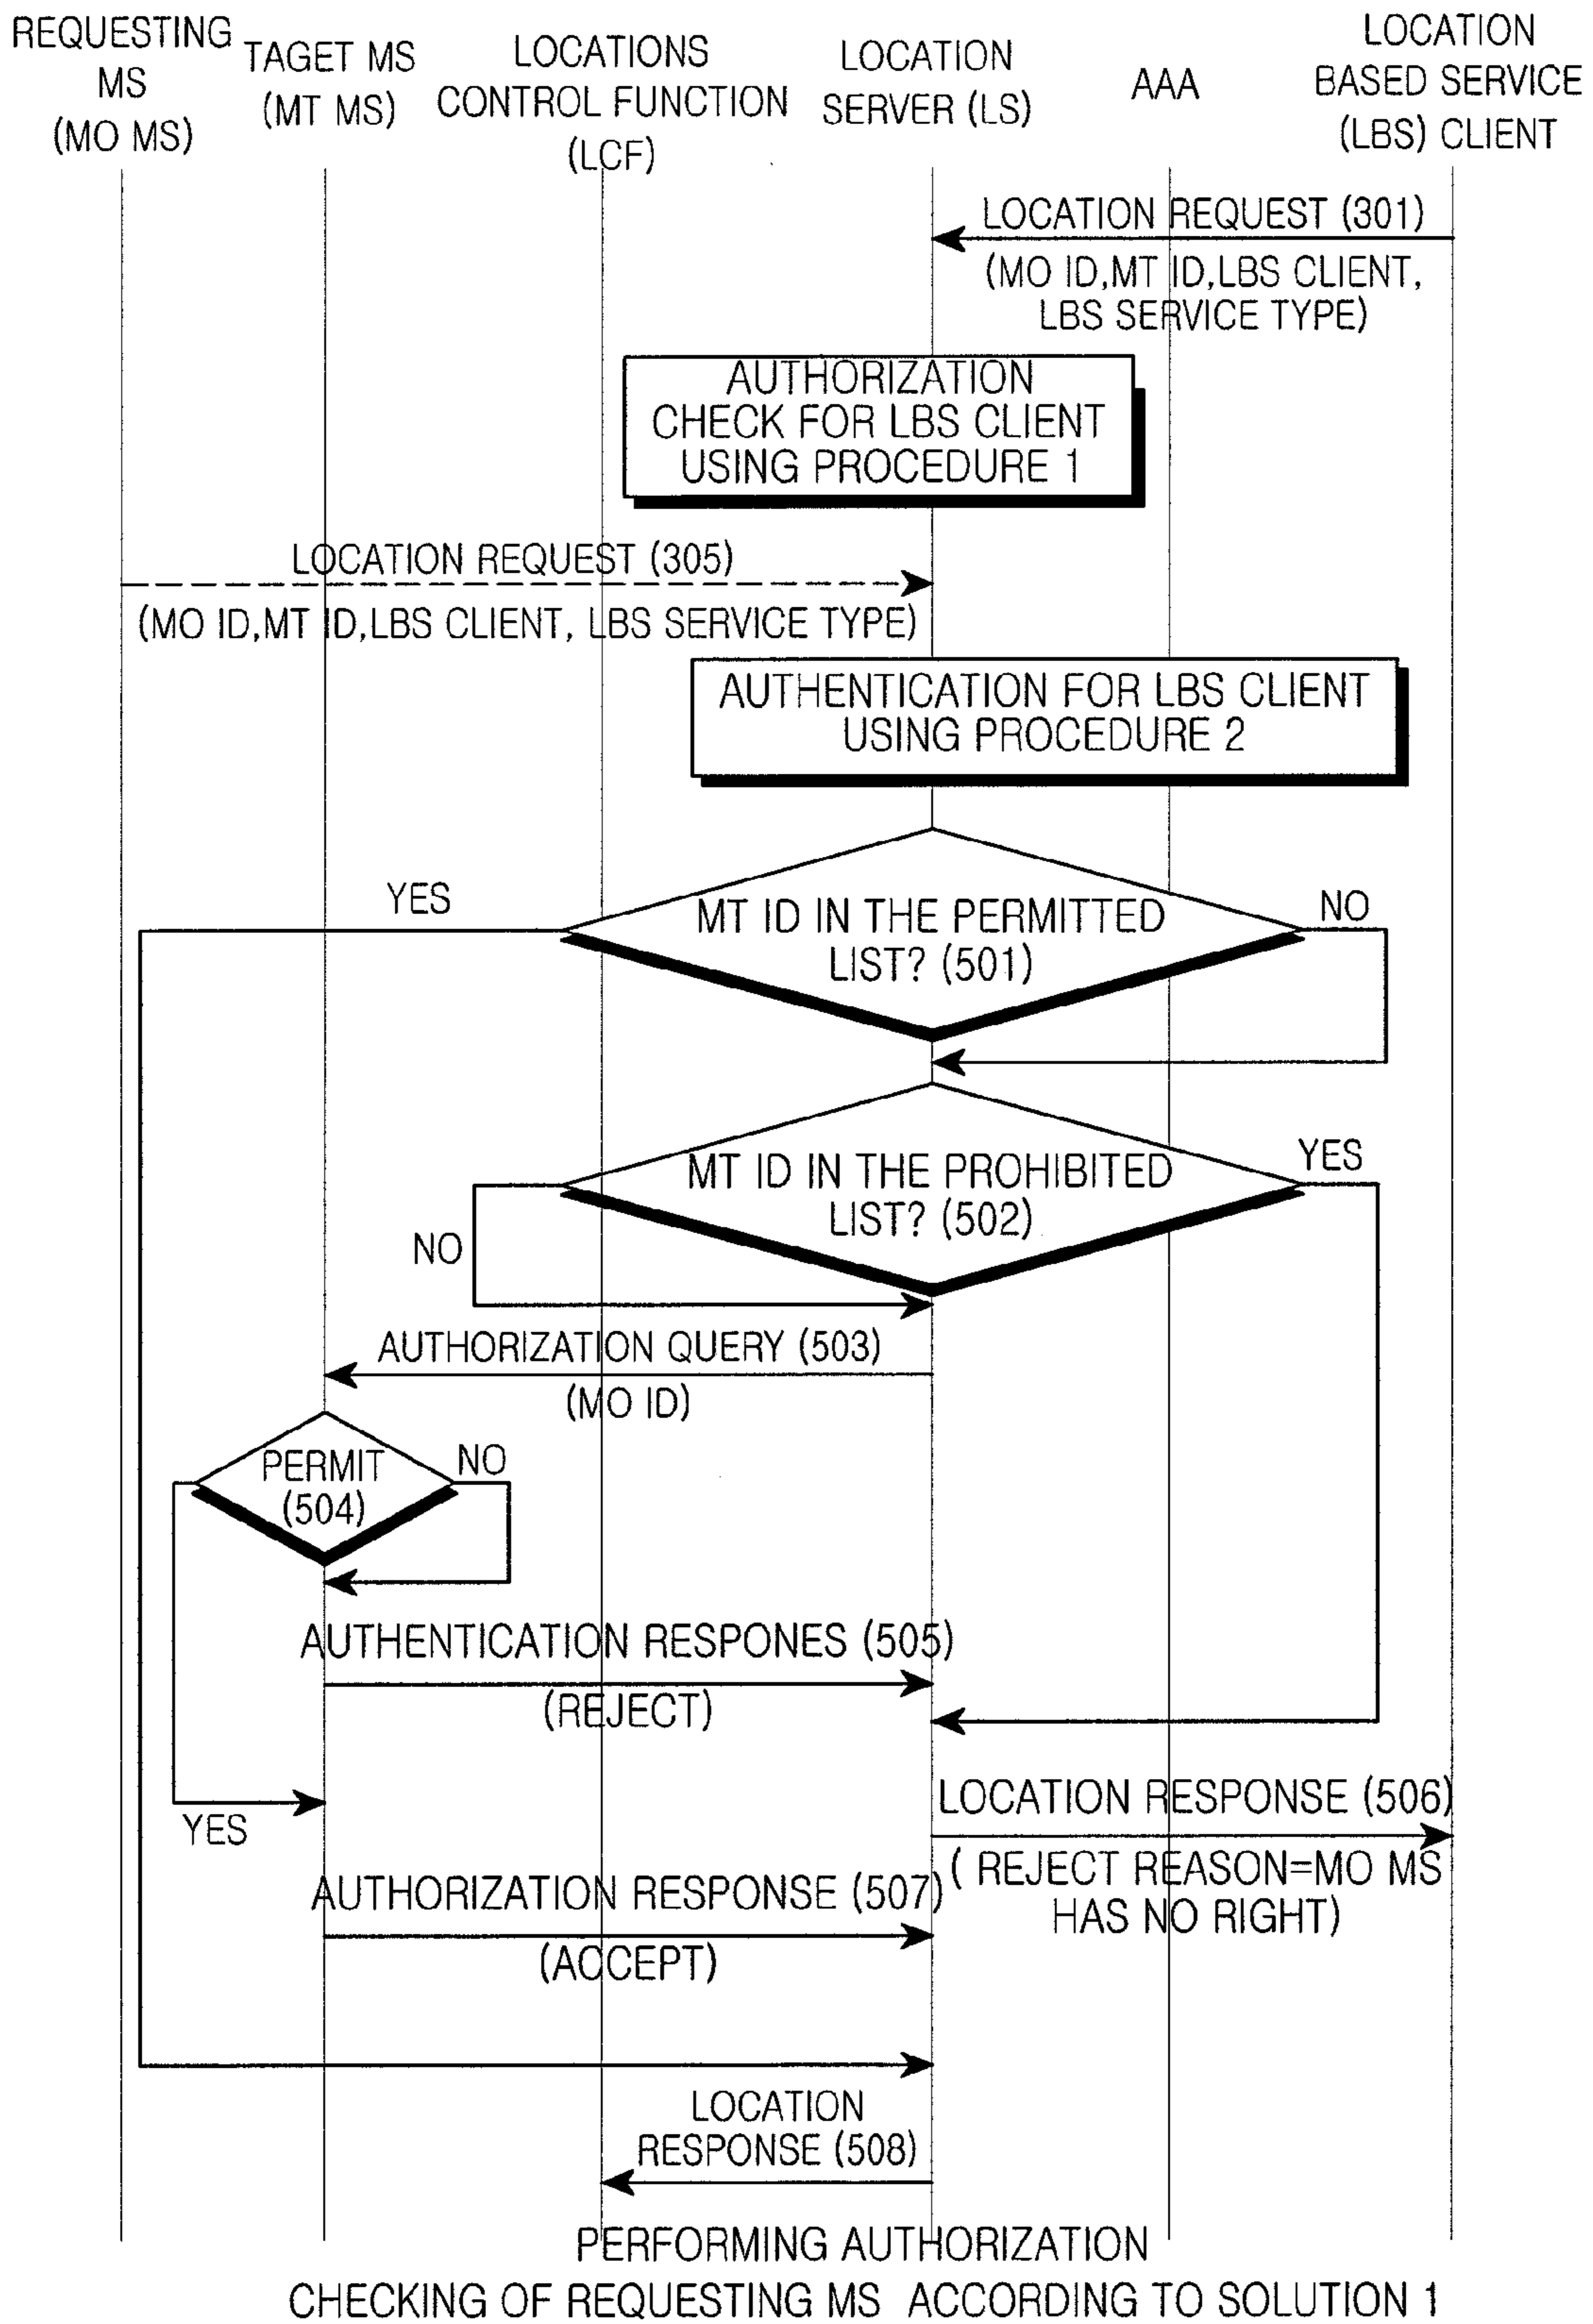 REQUESTING
MS
(MO MS)
TAGET MS
(MT MS)
LOCATIONS
CONTROL FUNCTION
(LCF)
LOCATION
SERVER (LS)
AAA
LOCATION
BASED SERVICE
(LBS) CLIENT
LOCATION REQUEST (301)
(MO ID,MT ID,LBS CLIENT,
LBS SERVICE TYPE)
AUTHORIZATION
CHECK FOR LBS CLIENT
USING PROCEDURE 1
LOCATION REQUEST (305)
(MO ID,MT ID,LBS CLIENT, LBS SERVICE TYPE)
AUTHENTICATION FOR LBS CLIENT
USING PROCEDURE 2
YES
MT ID IN THE PERMITTED
LIST? (501)
NO
MT ID IN THE PROHIBITED
LIST? (502)
YES
NO
AUTHORIZATION QUERY (503)
(MO ID)
PERMIT
(504)
NO
AUTHENTICATION RESPONES (505)
(REJECT)
YES
LOCATION RESPONSE (506)
( REJECT REASON=MO MS
HAS NO RIGHT)
AUTHORIZATION RESPONSE (507)
(ACCEPT)
LOCATION
RESPONSE (508)
PERFORMING AUTHORIZATION
CHECKING OF REQUESTING MS ACCORDING TO SOLUTION 1